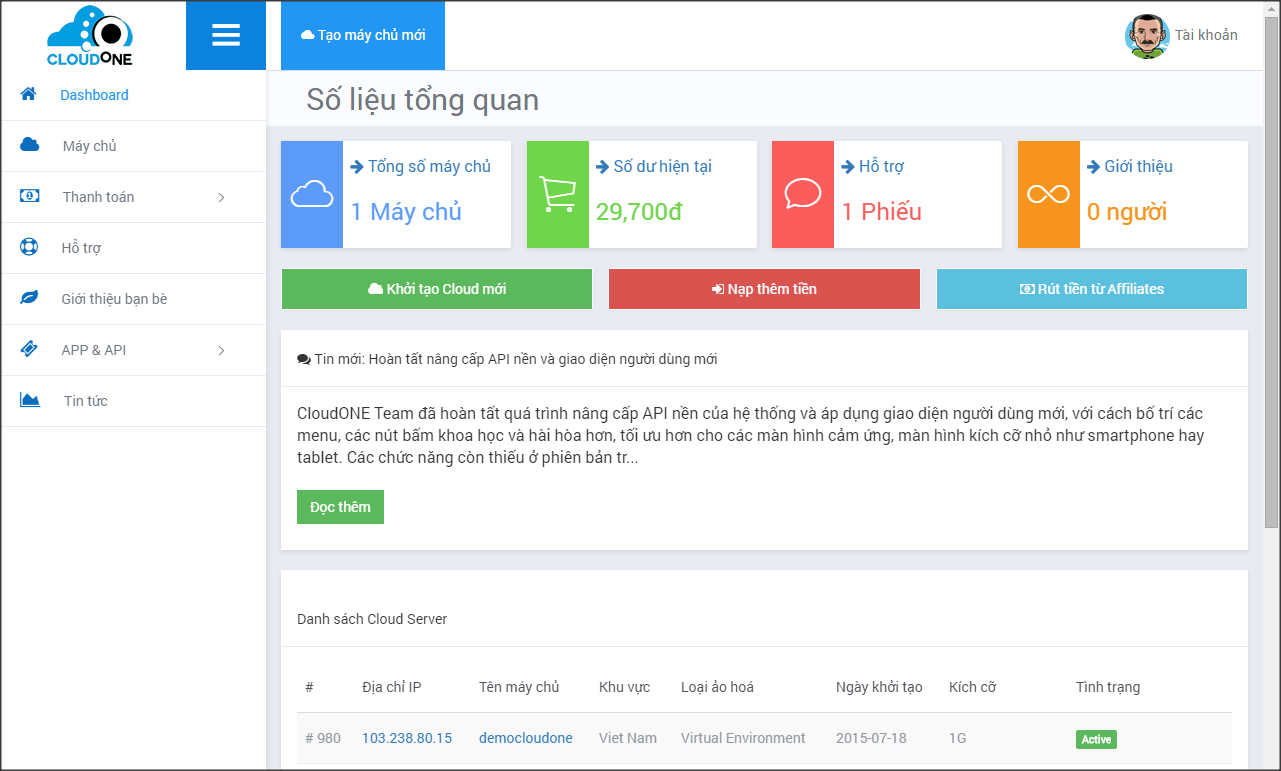 CLOUDONE
Tạo máy chủ mới
Tài khoản
Dashboard
Máy chủ
Thanh toán
Hỗ trợ
Giới thiệu bạn bè
APP & API
Tin tức
Số liệu tổng quan
Tổng số máy chủ
1 Máy chủ
Số dư hiện tại
29,700đ
Hỗ trợ
1 Phiếu
Giới thiệu
0 người
Khởi tạo Cloud mới
Nạp thêm tiền
Rút tiền từ Affiliates
Tin mới: Hoàn tất nâng cấp API nền và giao diện người dùng mới
CloudONE Team đã hoàn tất quá trình nâng cấp API nền của hệ thống và áp dụng giao diện người dùng mới, với cách bố trí các
menu, các nút bấm khoa học và hài hòa hơn, tối ưu hơn cho các màn hình cảm ứng, màn hình kích cỡ nhỏ như smartphone hay
tablet. Các chức năng còn thiếu ở phiên bản tr...
Đọc thêm
Danh sách Cloud Server
# Địa chỉ IP Tên máy chủ Khu vực Loại ảo hoá Ngày khởi tạo Kích cỡ Tình trạng
# 980 103.238.80.15 democloudone Viet Nam Virtual Environment 2015-07-18 1G Active